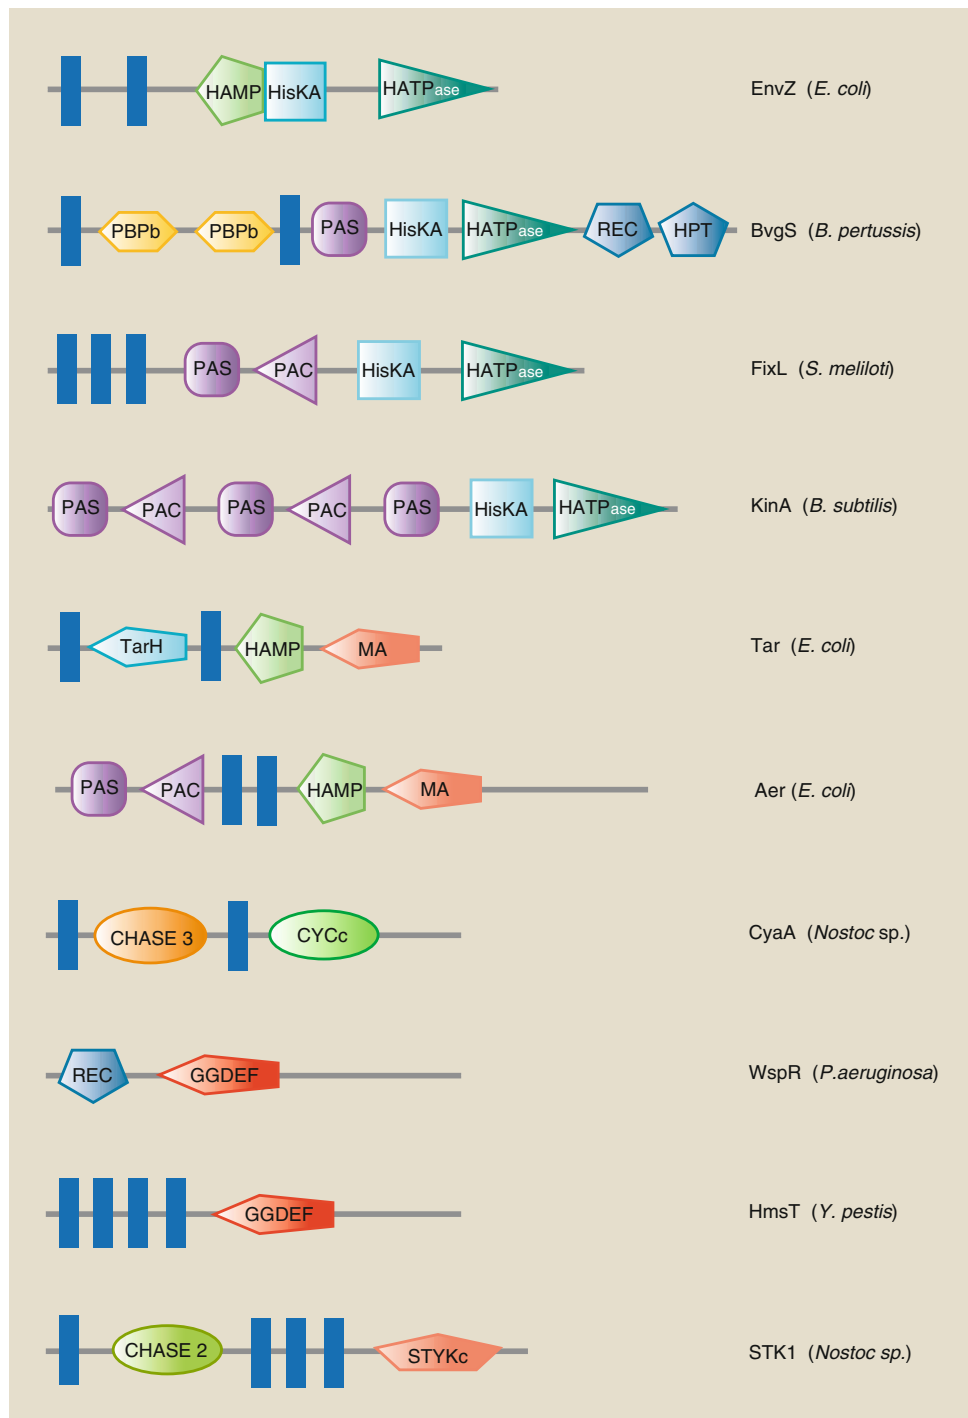 HAMP HisKA HATPase EnvZ (E. coli)
PBPb PBPb PAS HisKA HATPase REC HPT BvgS (B. pertussis)
PAS PAC HisKA HATPase FixL (S. meliloti)
PAS PAC PAS PAC PAS HisKA HATPase KinA (B. subtilis)
TarH HAMP MA Tar (E. coli)
PAS PAC HAMP MA Aer (E. coli)
CHASE 3 CYCc CyaA (Nostoc sp.)
REC GGDEF WspR (P.aeruginosa)
GGDEF HmsT (Y. pestis)
CHASE 2 STYKc STK1 (Nostoc sp.)